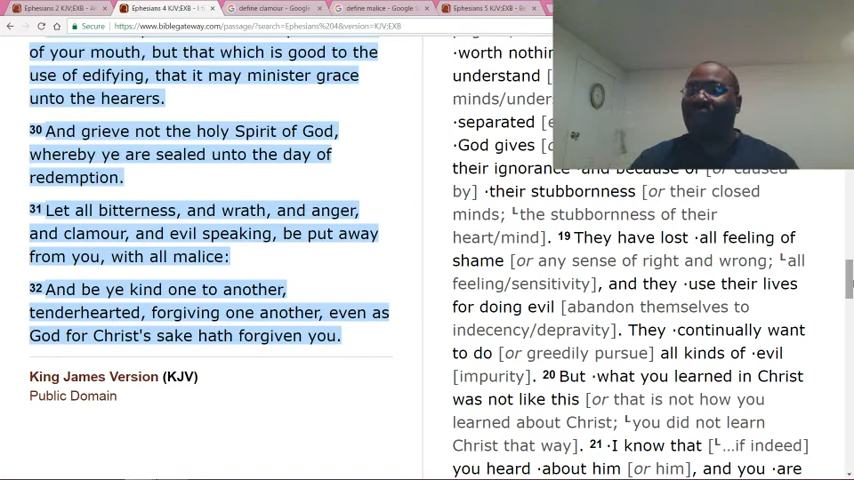 Ephesians 2 KJV;EXB -
Ephesians 4 KJV;EXB - I
define clamour - Google
define malice - Google S
Ephesians 5 KJV;EXB -
Secure
https://www.biblegateway.com/passage/?search=Ephesians%204&version=KJV;EXB
of your mouth, but that which is good to the
use of edifying, that it may minister grace
unto the hearers.
30 And grieve not the holy Spirit of God,
whereby ye are sealed unto the day of
redemption.
31 Let all bitterness, and wrath, and anger,
and clamour, and evil speaking, be put away
from you, with all malice:
32 And be ye kind one to another,
tenderhearted, forgiving one another, even as
God for Christ's sake hath forgiven you.
King James Version (KJV)
Public Domain
·worth nothin
understand [
minds/unders
·separated [e
·God gives [
their ignorance ·and because of [or caused
by] ·their stubbornness [or their closed
minds; ᴸthe stubbornness of their
heart/mind]. 19 They have lost ·all feeling of
shame [or any sense of right and wrong; ᴸall
feeling/sensitivity], and they ·use their lives
for doing evil [abandon themselves to
indecency/depravity]. They ·continually want
to do [or greedily pursue] all kinds of ·evil
[impurity]. 20 But ·what you learned in Christ
was not like this [or that is not how you
learned about Christ; ᴸyou did not learn
Christ that way]. 21 ·I know that [ᴸ…if indeed]
you heard ·about him [or him], and you ·are